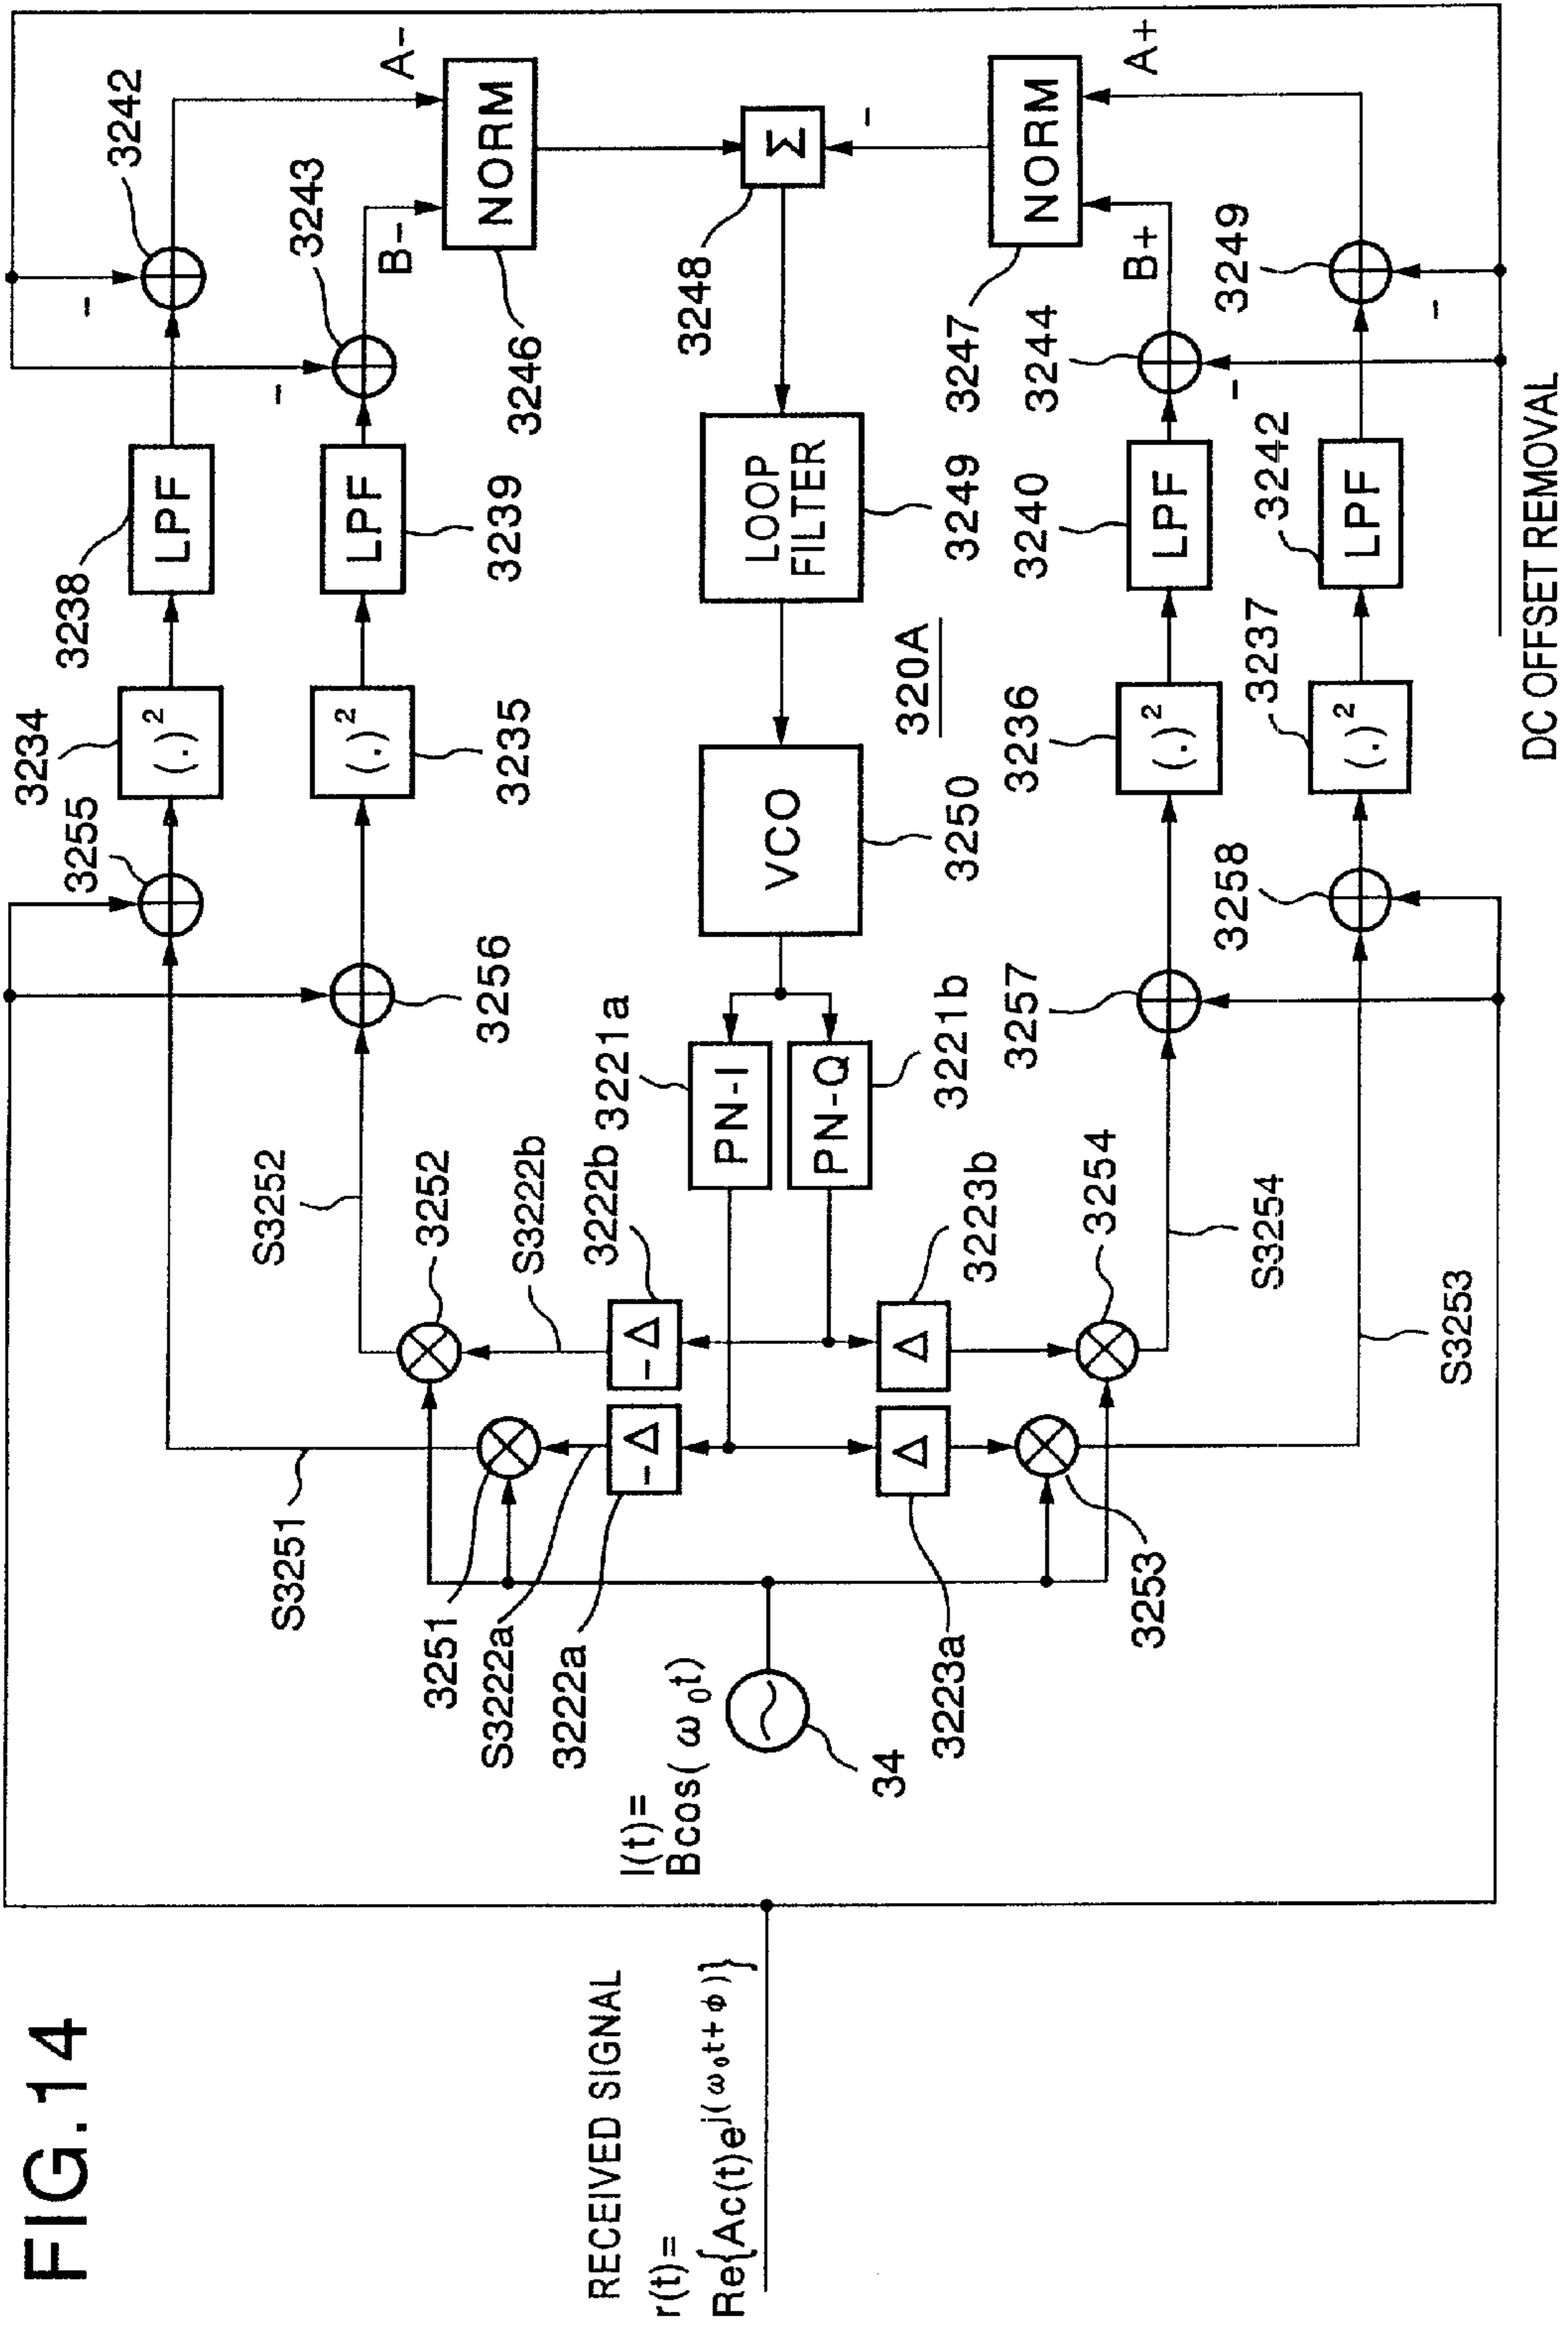 FIG.14
RECEIVED SIGNAL
r(t)=
Re{Ac(t)e^j(ω0t+φ)}
l(t)=
Bcos(ω0t)
34
S3251
3251
S3222a
3222a
3223a
3253
S3252
3252
S3222b
3222b
3221a
-Δ
-Δ
Δ
Δ
3223b
3254
S3254
S3253
PN-I
PN-Q
3221b
3255
3256
3257
3258
VCO
3250
320A
3234
(.)²
(.)²
3235
3236
(.)²
3237
(.)²
3238
LPF
LPF
3239
LOOP
FILTER
3249
3240
LPF
3242
LPF
DC OFFSET REMOVAL
3242
-
3243
-
3244
-
3249
-
A-
B-
NORM
3246
Σ
-
3248
NORM
3247
B+
A+